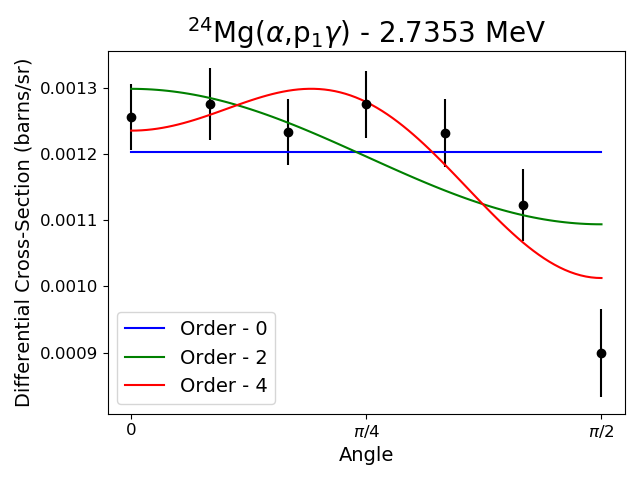 ²⁴Mg(α,p₁γ) - 2.7353 MeV
Differential Cross-Section (barns/sr)
0.0013
0.0012
0.0011
0.0010
0.0009
Order - 0
Order - 2
Order - 4
0
π/4
π/2
Angle